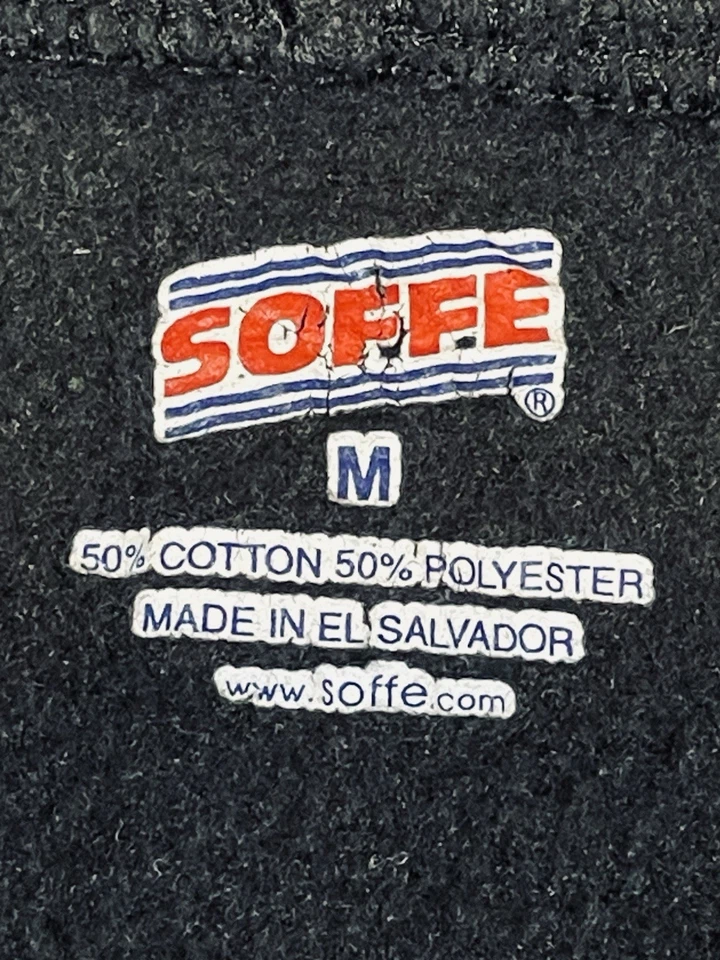 SOFFE
®
M
50% COTTON 50% POLYESTER
MADE IN EL SALVADOR
www.soffe.com